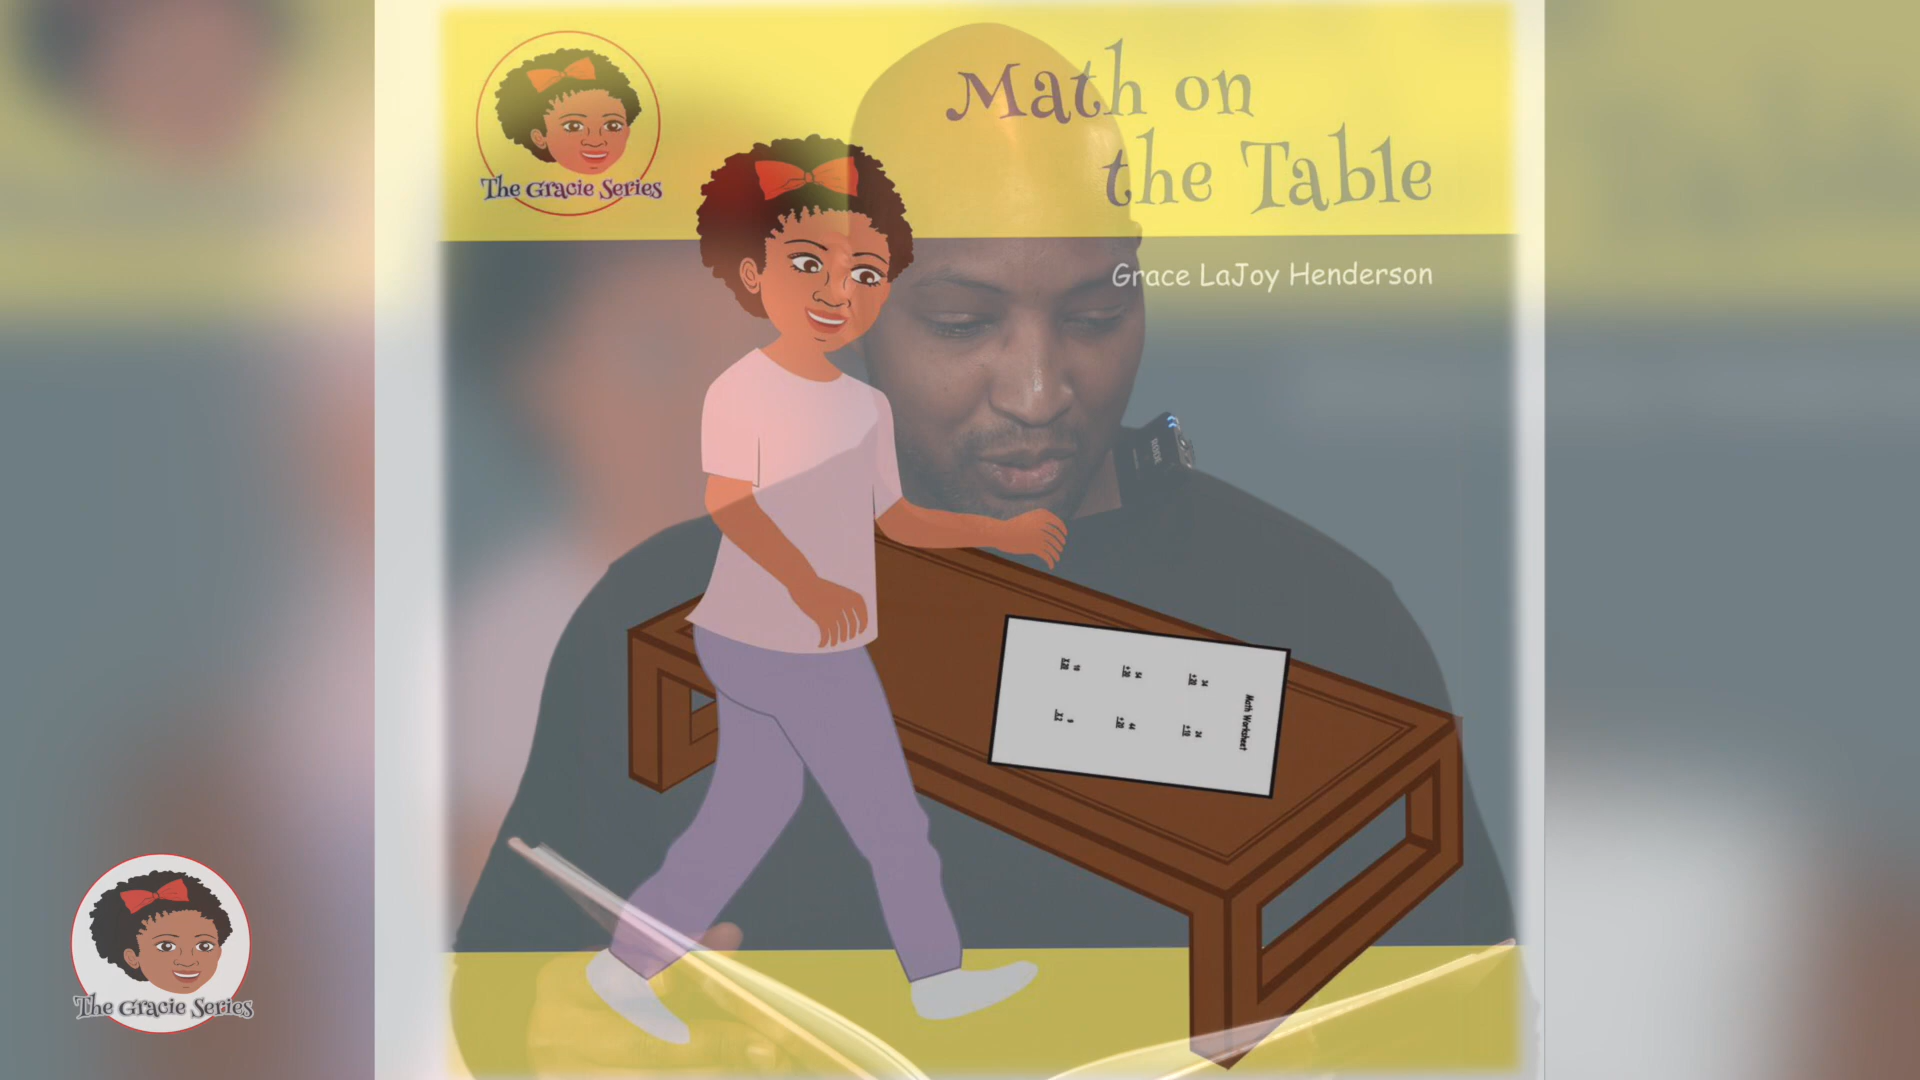 The Gracie Series
Math on
the Table
Grace LaJoy Henderson
Math Worksheet
The Gracie Series